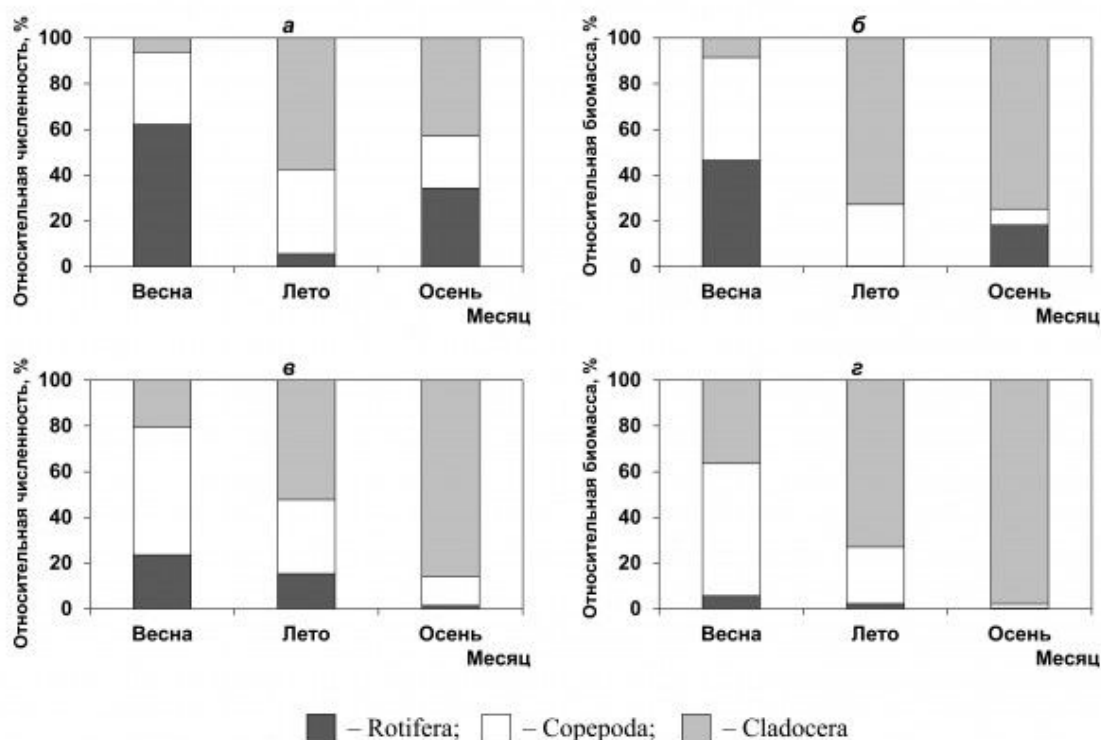 а
Относительная численность, %
100
80
60
40
20
0
Весна Лето Осень
Месяц
б
Относительная биомасса, %
100
80
60
40
20
0
Весна Лето Осень
Месяц
в
Относительная численность, %
100
80
60
40
20
0
Весна Лето Осень
Месяц
г
Относительная биомасса, %
100
80
60
40
20
0
Весна Лето Осень
Месяц
– Rotifera; – Copepoda; – Cladocera